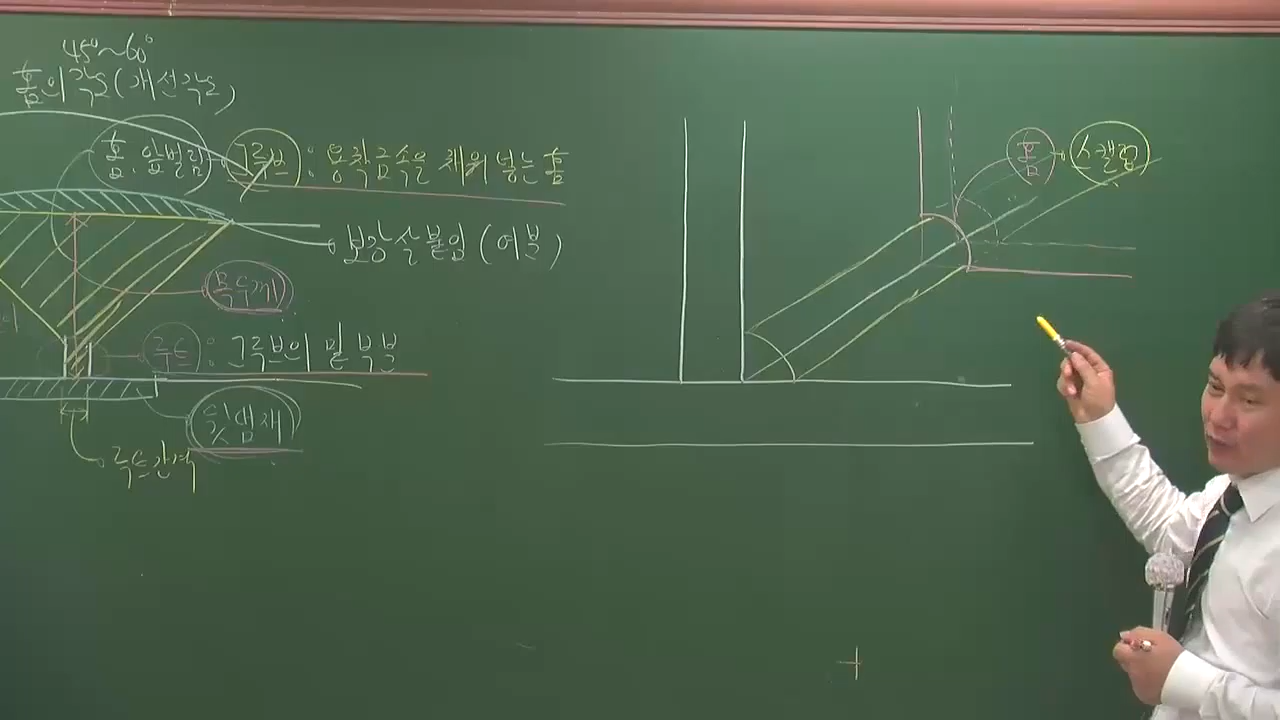 45°~60°
홈의 각도(개선각도)
홈, 앞벌림
그루브 : 용착금속을 채워 넣는 홈
보강살붙임 (여분)
목두께
루트 : 그루브의 밑 부분
뒷댐재
루트간격
홈
스캘럽